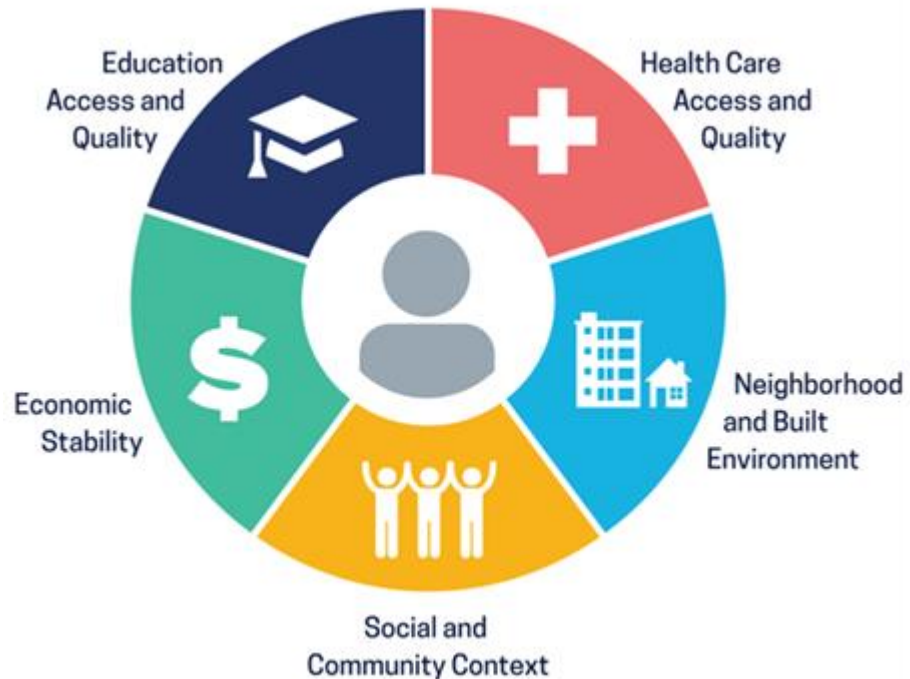 Education
Access and
Quality
Health Care
Access and
Quality
Economic
Stability
Neighborhood
and Built
Environment
Social and
Community Context